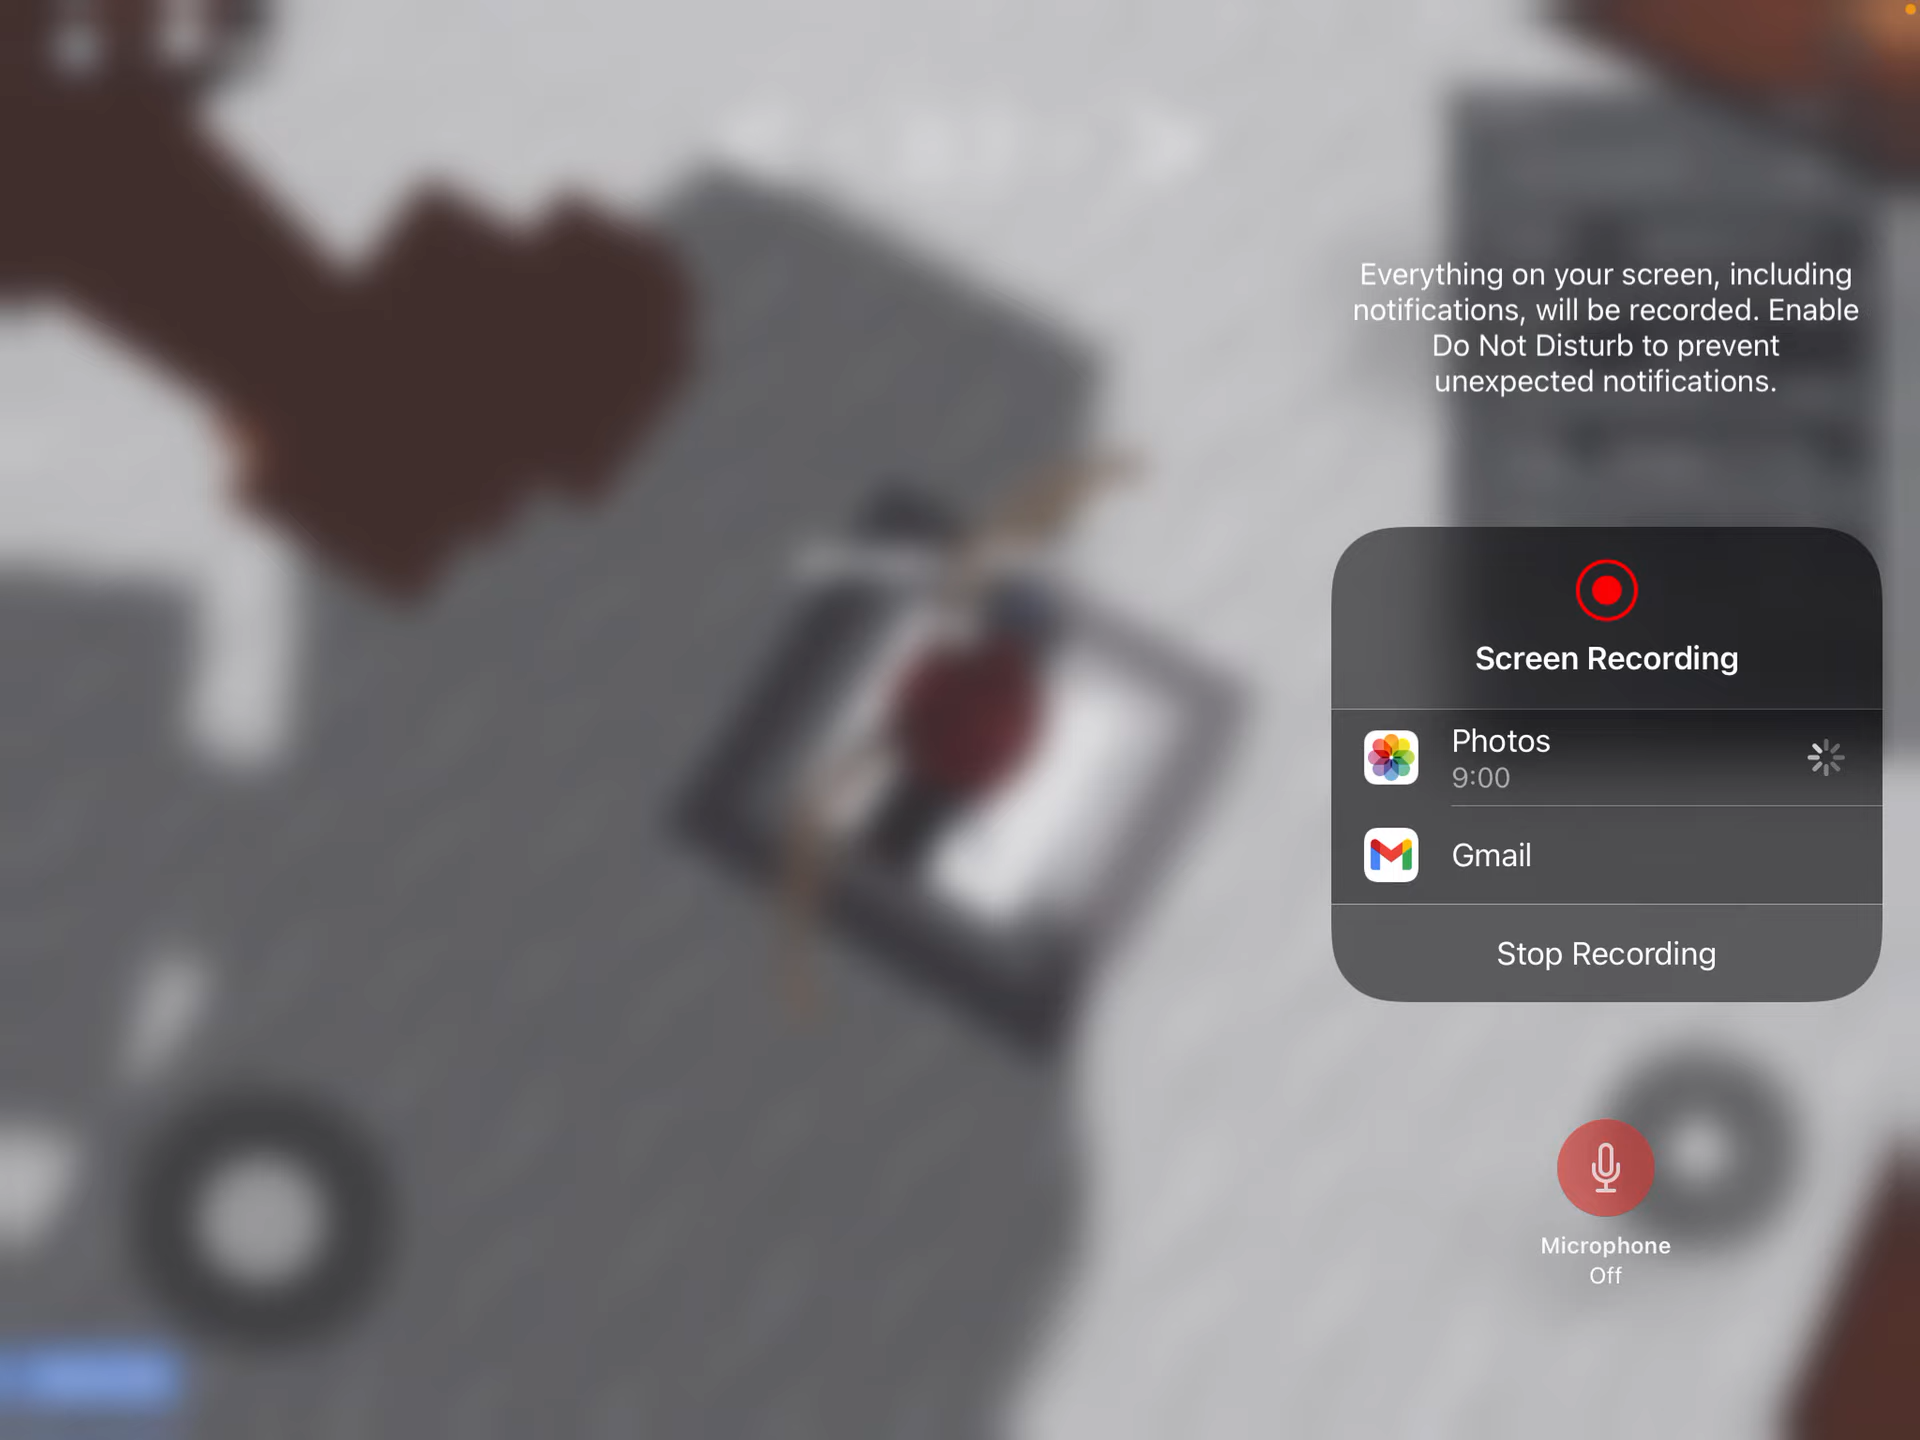 Everything on your screen, including
notifications, will be recorded. Enable
Do Not Disturb to prevent
unexpected notifications.
Screen Recording
Photos
9:00
Gmail
Stop Recording
Microphone
Off